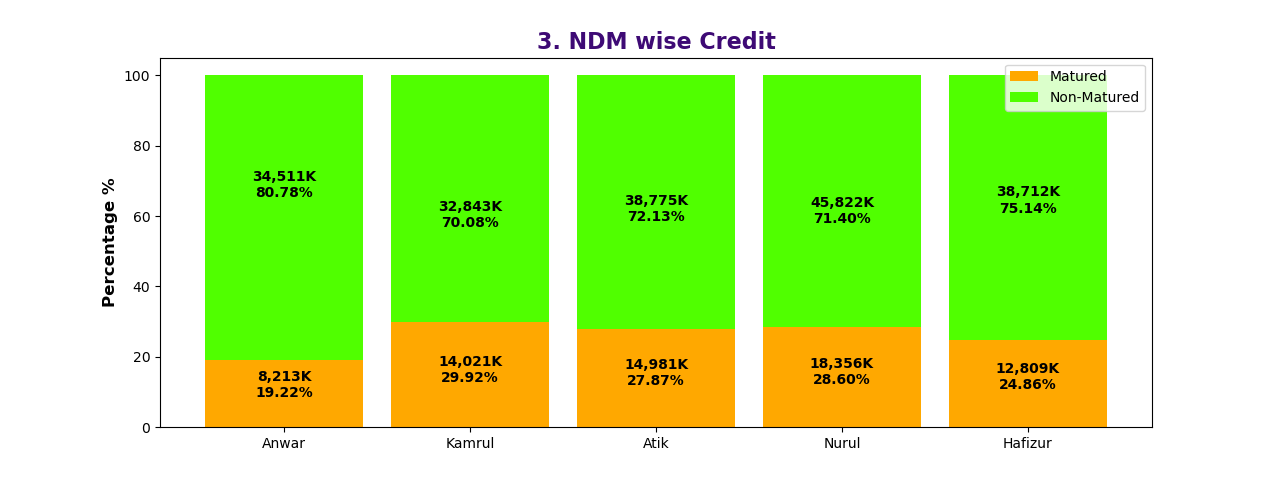 3. NDM wise Credit
Percentage %
100
80
60
40
20
0
Matured
Non-Matured
34,511K
80.78%
32,843K
70.08%
38,775K
72.13%
45,822K
71.40%
38,712K
75.14%
8,213K
19.22%
14,021K
29.92%
14,981K
27.87%
18,356K
28.60%
12,809K
24.86%
Anwar
Kamrul
Atik
Nurul
Hafizur